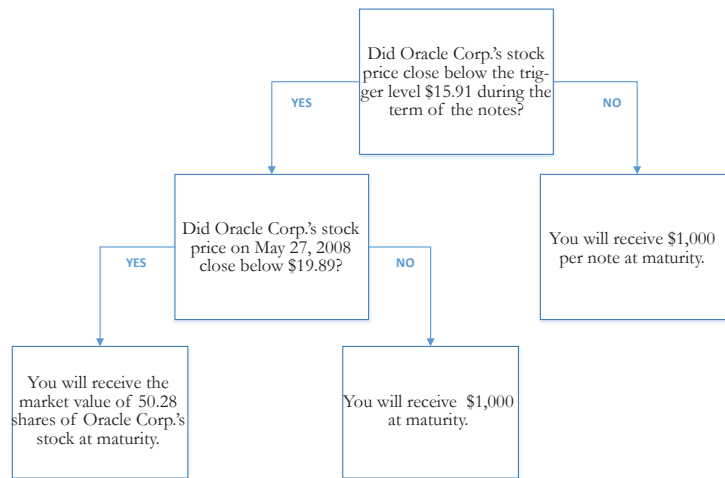 Did Oracle Corp.'s stock
price close below the trig-
ger level $15.91 during the
term of the notes?
YES
NO
Did Oracle Corp.'s stock
price on May 27, 2008
close below $19.89?
You will receive $1,000
per note at maturity.
YES
NO
You will receive the
market value of 50.28
shares of Oracle Corp.'s
stock at maturity.
You will receive $1,000
at maturity.